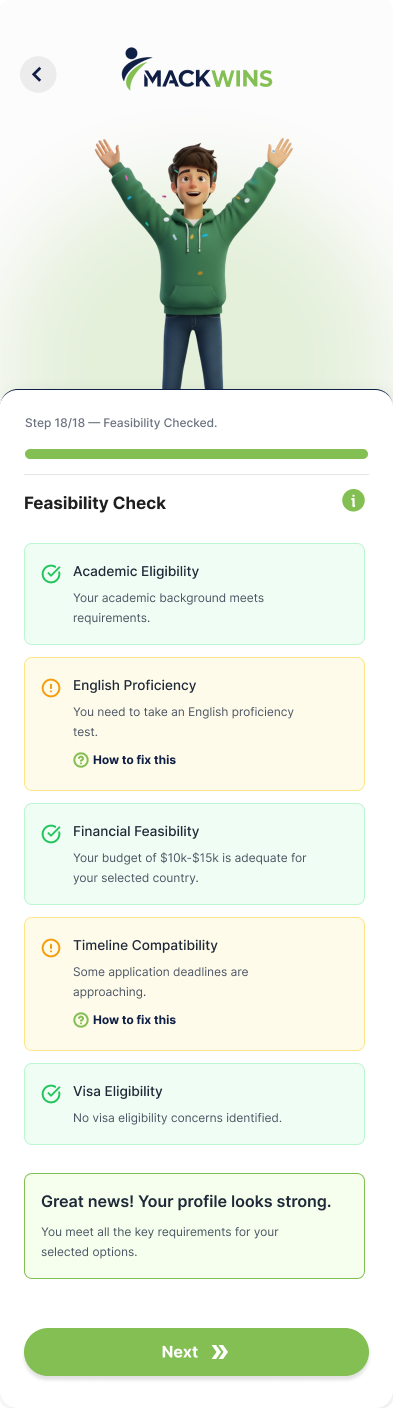 MACKWINS
Step 18/18 — Feasibility Checked.
Feasibility Check
i
Academic Eligibility
Your academic background meets
requirements.
English Proficiency
You need to take an English proficiency
test.
How to fix this
Financial Feasibility
Your budget of $10k-$15k is adequate for
your selected country.
Timeline Compatibility
Some application deadlines are
approaching.
How to fix this
Visa Eligibility
No visa eligibility concerns identified.
Great news! Your profile looks strong.
You meet all the key requirements for your
selected options.
Next